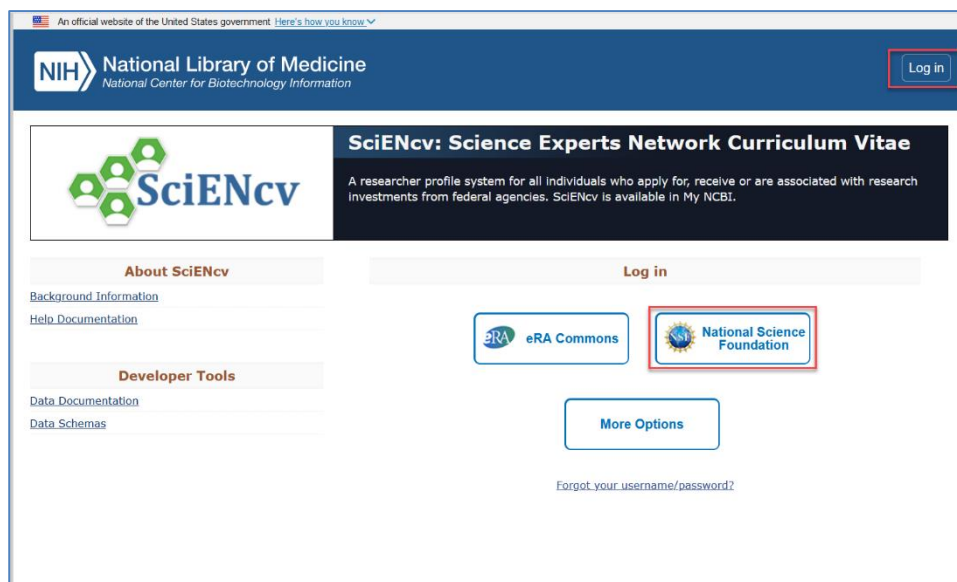 An official website of the United States government Here's how you know
NIH National Library of Medicine
National Center for Biotechnology Information
Log in
SciENcv
SciENcv: Science Experts Network Curriculum Vitae
A researcher profile system for all individuals who apply for, receive or are associated with research
investments from federal agencies. SciENcv is available in My NCBI.
About SciENcv
Background Information
Help Documentation
Developer Tools
Data Documentation
Data Schemas
Log in
eRA eRA Commons
NSF National Science
Foundation
More Options
Forgot your username/password?